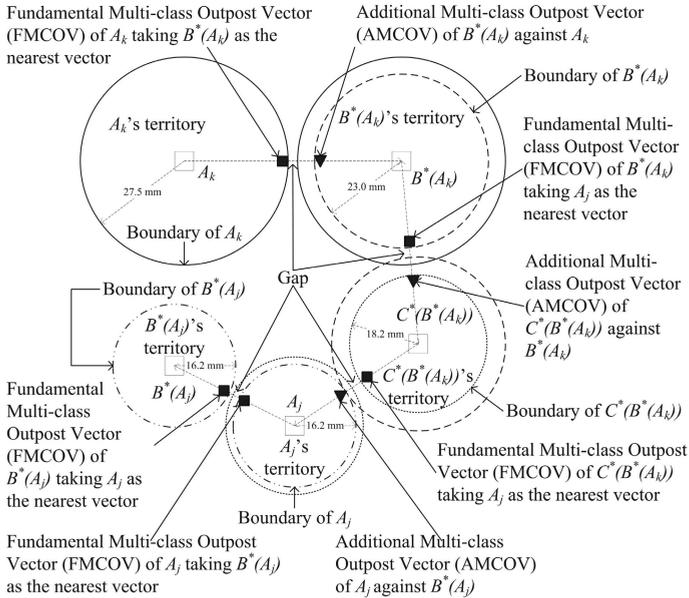 Fundamental Multi-class Outpost Vector
(FMCOV) of A_k taking B*(A_k) as the
nearest vector
Additional Multi-class Outpost Vector
(AMCOV) of B*(A_k) against A_k
Boundary of B*(A_k)
A_k's territory
B*(A_k)'s territory
Fundamental Multi-
class Outpost Vector
(FMCOV) of B*(A_k)
taking A_j as the
nearest vector
A_k
B*(A_k)
27.5 mm
23.0 mm
Boundary of A_k
Gap
Additional Multi-
class Outpost Vector
(AMCOV) of
C*(B*(A_k)) against
B*(A_k)
Boundary of B*(A_j)
B*(A_j)'s
territory
16.2 mm
B*(A_j)
C*(B*(A_k))
18.2 mm
C*(B*(A_k))'s
territory
Boundary of C*(B*(A_k))
Fundamental
Multi-class
Outpost Vector
(FMCOV) of
B*(A_j) taking A_j as
the nearest vector
A_j
16.2 mm
A_j's
territory
Fundamental Multi-class Outpost
Vector (FMCOV) of C*(B*(A_k))
taking A_j as the nearest vector
Boundary of A_j
Fundamental Multi-class Outpost
Vector (FMCOV) of A_j taking B*(A_j)
as the nearest vector
Additional Multi-class
Outpost Vector (AMCOV)
of A_j against B*(A_j)